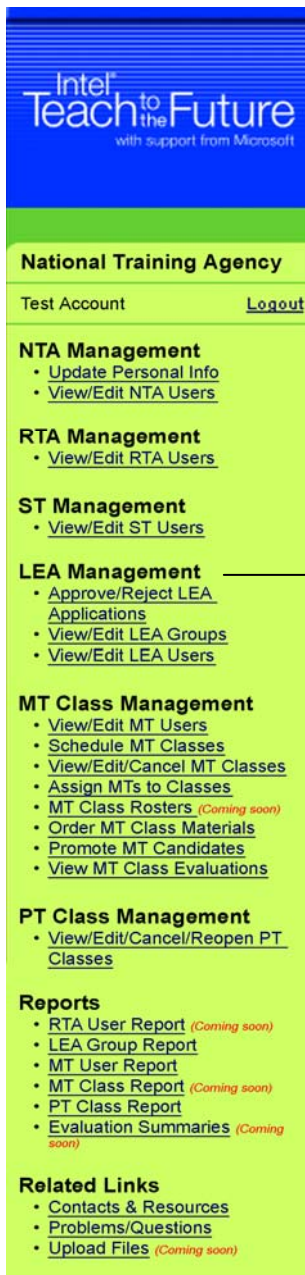 Intel®
Teach to the Future
with support from Microsoft
National Training Agency
Test Account Logout
NTA Management
• Update Personal Info
• View/Edit NTA Users
RTA Management
• View/Edit RTA Users
ST Management
• View/Edit ST Users
LEA Management
• Approve/Reject LEA
Applications
• View/Edit LEA Groups
• View/Edit LEA Users
MT Class Management
• View/Edit MT Users
• Schedule MT Classes
• View/Edit/Cancel MT Classes
• Assign MTs to Classes
• MT Class Rosters (Coming soon)
• Order MT Class Materials
• Promote MT Candidates
• View MT Class Evaluations
PT Class Management
• View/Edit/Cancel/Reopen PT
Classes
Reports
• RTA User Report (Coming soon)
• LEA Group Report
• MT User Report
• MT Class Report (Coming soon)
• PT Class Report
• Evaluation Summaries (Coming
soon)
Related Links
• Contacts & Resources
• Problems/Questions
• Upload Files (Coming soon)